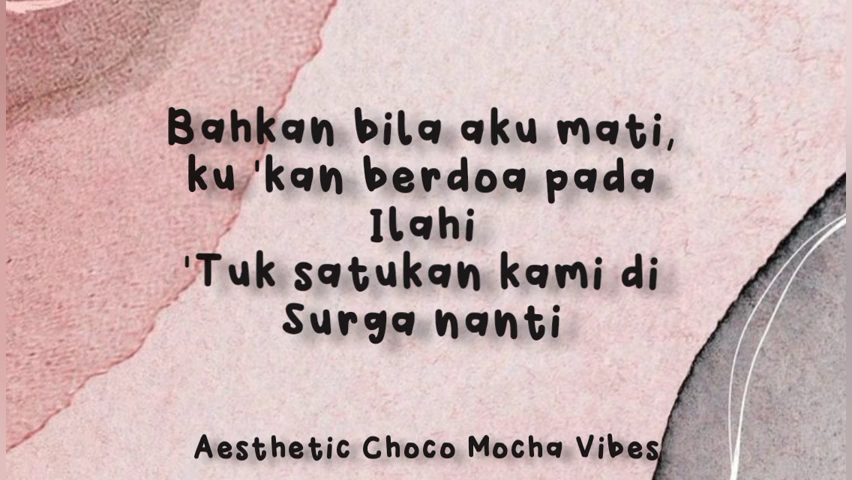 Bahkan bila aku mati,
ku 'kan berdoa pada
Ilahi
'Tuk satukan kami di
Surga nanti
Aesthetic Choco Mocha Vibes